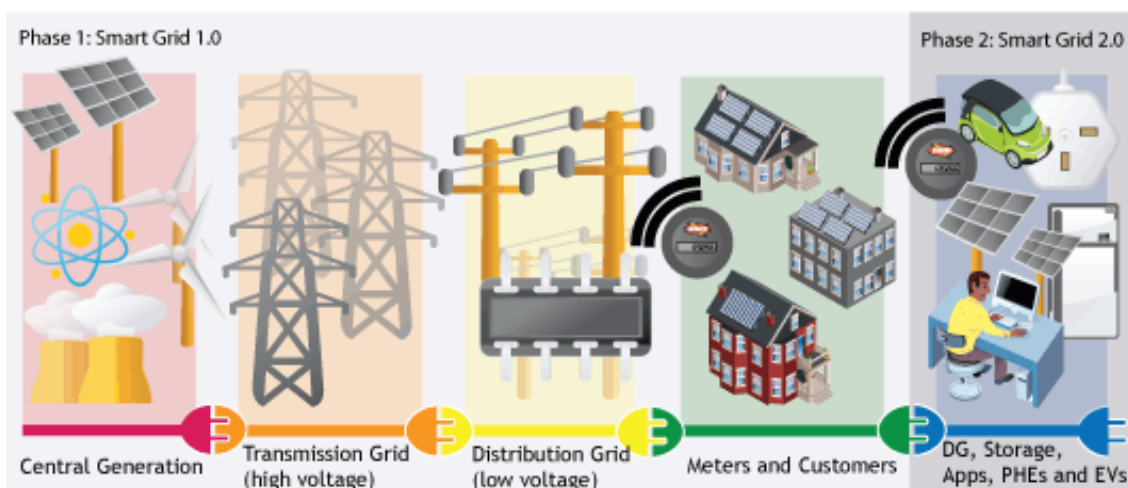 Phase 1: Smart Grid 1.0
Phase 2: Smart Grid 2.0
Central Generation
Transmission Grid
(high voltage)
Distribution Grid
(low voltage)
Meters and Customers
DG, Storage,
Apps, PHEs and EVs